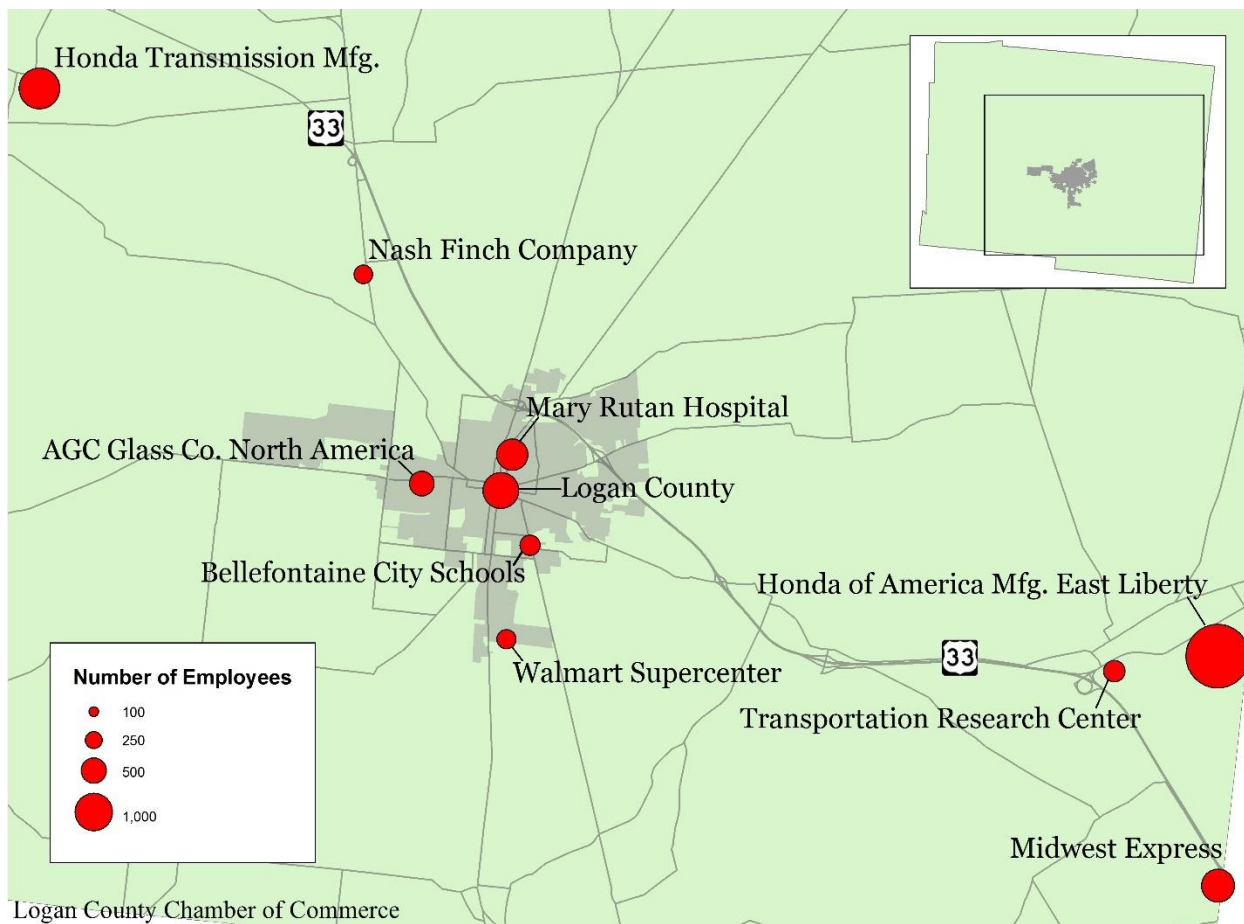 Honda Transmission Mfg.
33
Nash Finch Company
Mary Rutan Hospital
AGC Glass Co. North America
Logan County
Bellefontaine City Schools
Honda of America Mfg. East Liberty
33
Walmart Supercenter
Transportation Research Center
Number of Employees
100
250
500
1,000
Midwest Express
Logan County Chamber of Commerce